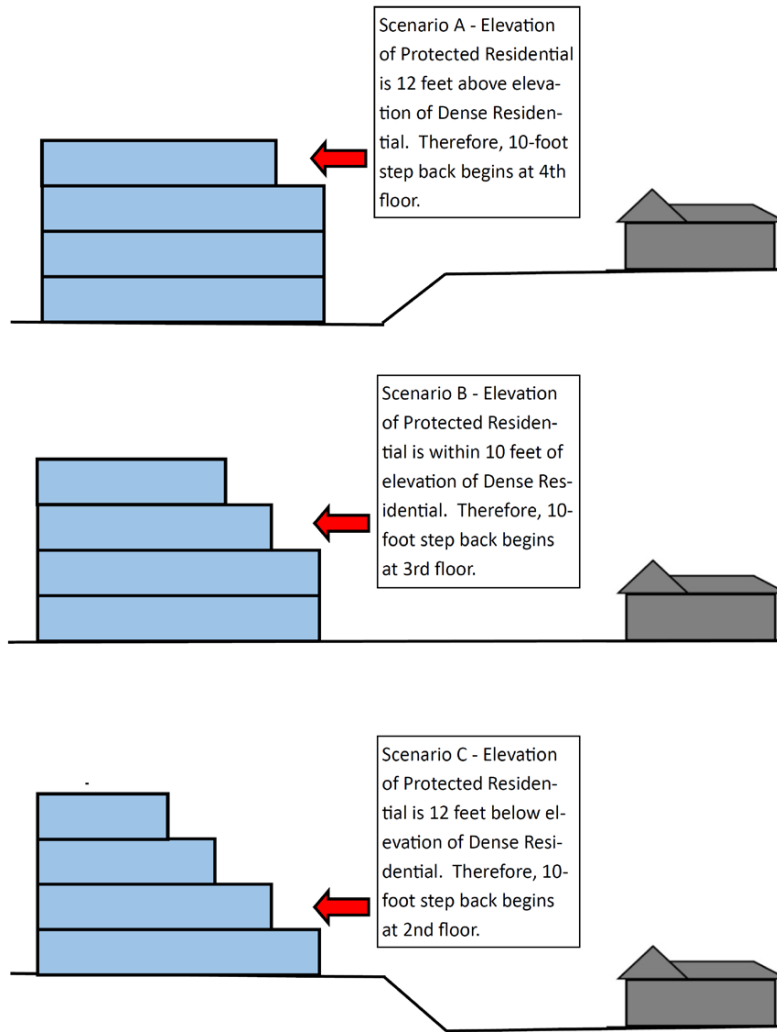 Scenario A - Elevation
of Protected Residential
is 12 feet above eleva-
tion of Dense Residen-
tial.  Therefore, 10-foot
step back begins at 4th
floor.
Scenario B - Elevation
of Protected Residen-
tial is within 10 feet of
elevation of Dense Res-
idential.  Therefore, 10-
foot step back begins
at 3rd floor.
Scenario C - Elevation
of Protected Residen-
tial is 12 feet below el-
evation of Dense Resi-
dential.  Therefore, 10-
foot step back begins
at 2nd floor.